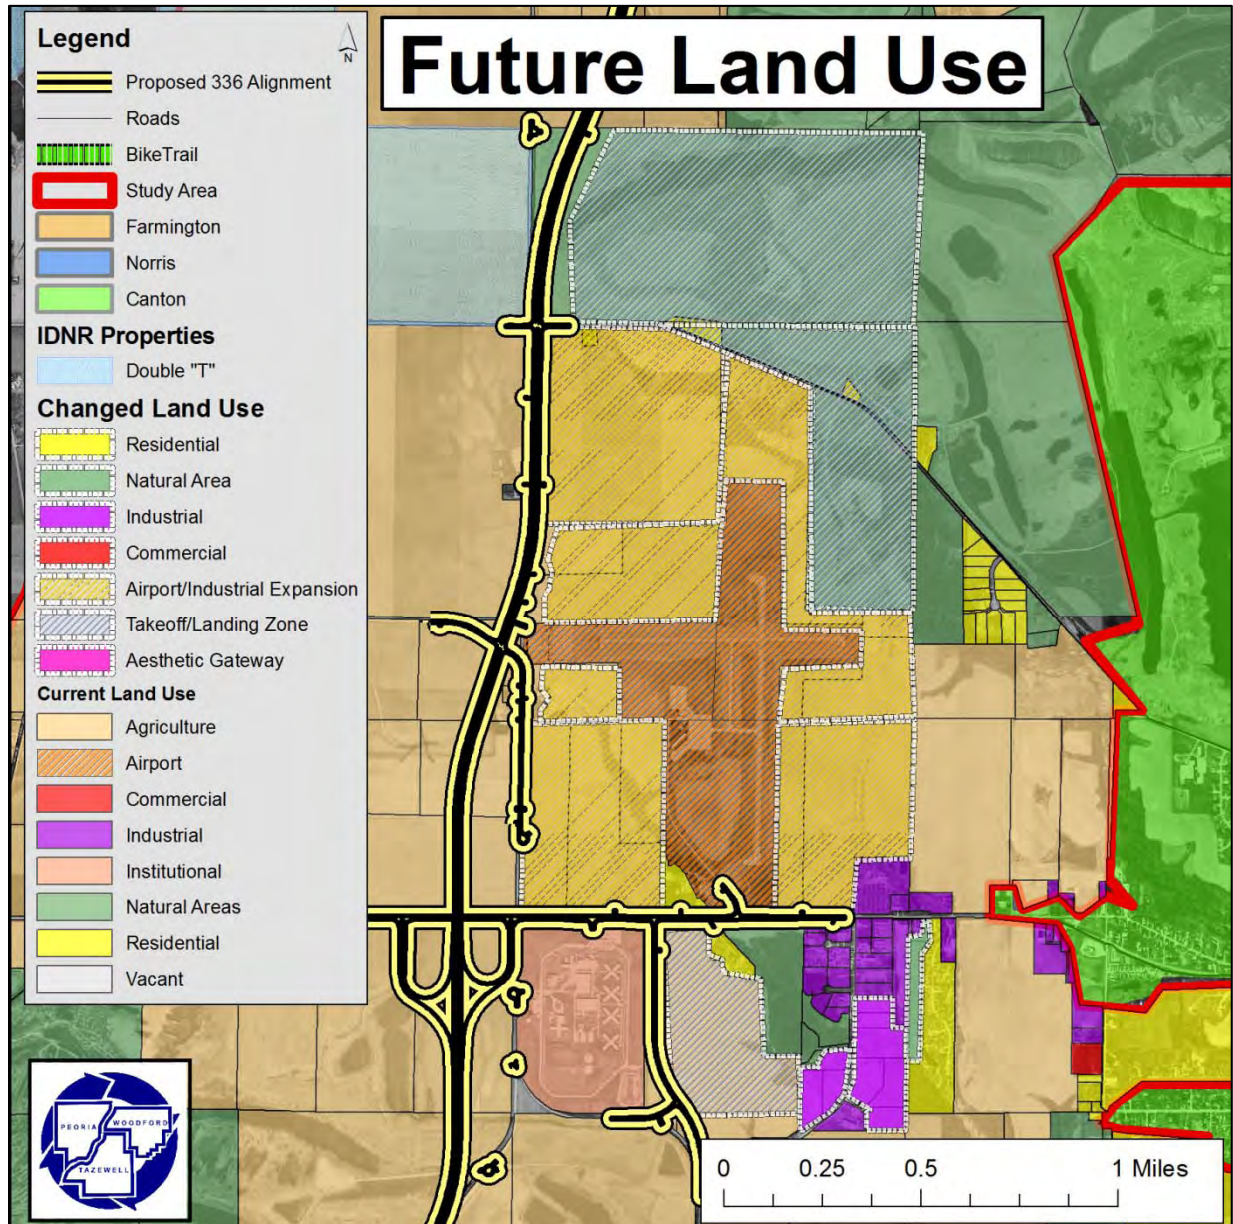 Future Land Use
Legend
N
Proposed 336 Alignment
Roads
BikeTrail
Study Area
Farmington
Norris
Canton
IDNR Properties
Double "T"
Changed Land Use
Residential
Natural Area
Industrial
Commercial
Airport/Industrial Expansion
Takeoff/Landing Zone
Aesthetic Gateway
Current Land Use
Agriculture
Airport
Commercial
Industrial
Institutional
Natural Areas
Residential
Vacant
PEORIA
WOODFORD
TAZEWELL
0 0.25 0.5 1 Miles